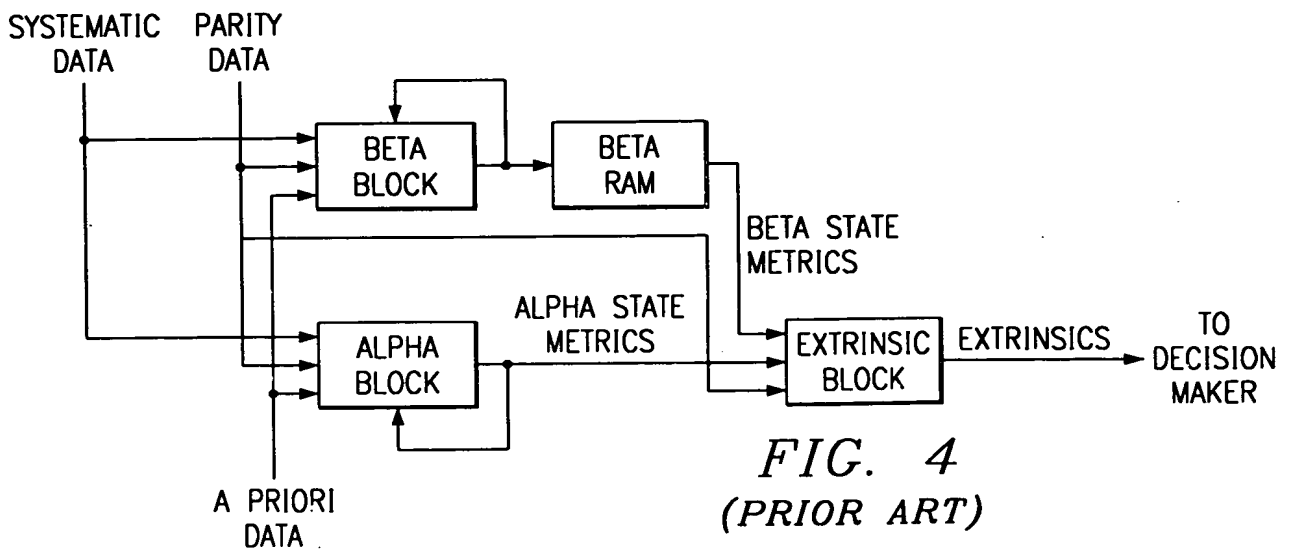 SYSTEMATIC DATA
PARITY DATA
BETA BLOCK
BETA RAM
BETA STATE METRICS
ALPHA STATE METRICS
ALPHA BLOCK
EXTRINSIC BLOCK
EXTRINSICS
TO DECISION MAKER
A PRIORI DATA
FIG. 4
(PRIOR ART)